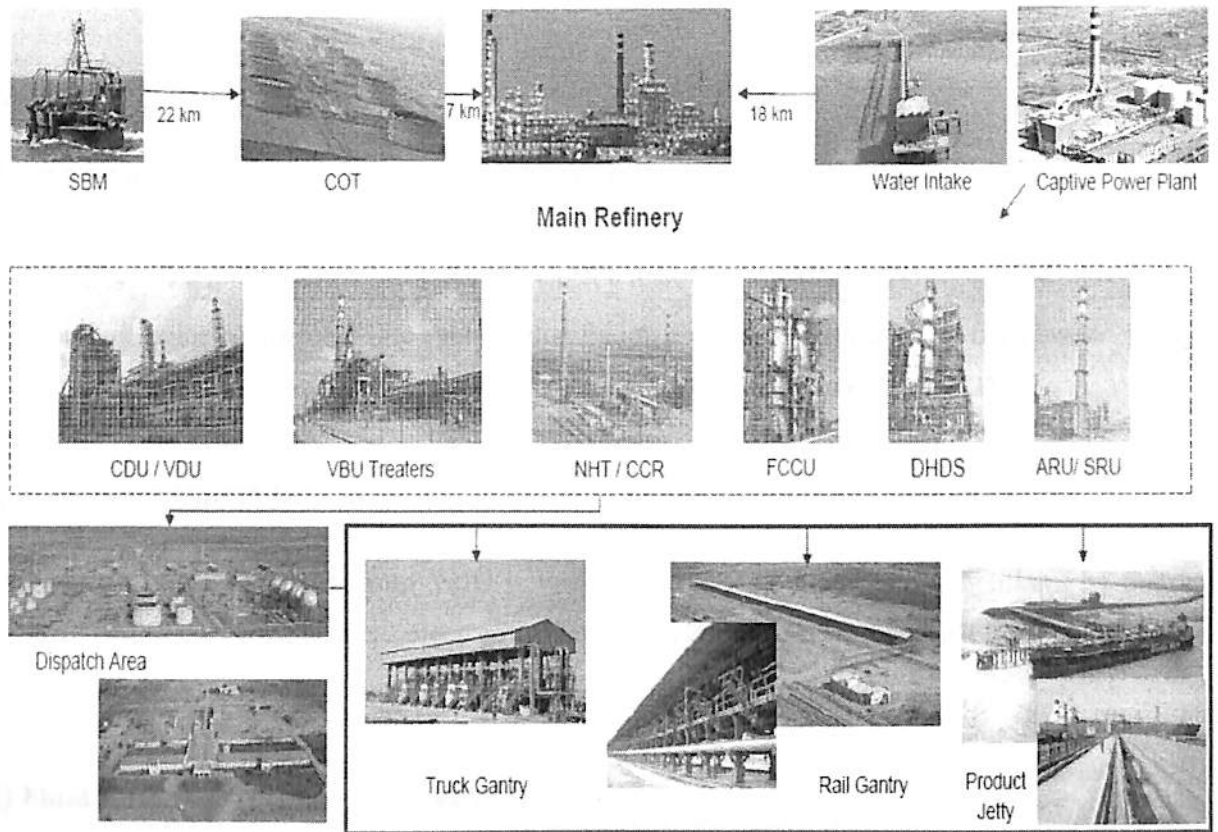 22 km
7 km
18 km
SBM
COT
Water Intake
Captive Power Plant
Main Refinery
CDU / VDU
VBU Treaters
NHT / CCR
FCCU
DHDS
ARU/ SRU
Dispatch Area
Truck Gantry
Rail Gantry
Product
Jetty